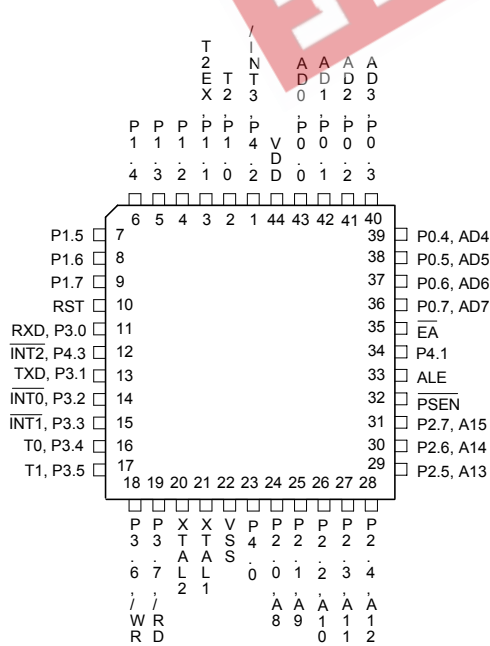 P1.4
P1.3
P1.2
T2EX, P1.1
T2, P1.0
/INT3, P4.2
VDD
AD0, P0.0
AD1, P0.1
AD2, P0.2
AD3, P0.3
6 5 4 3 2 1 44 43 42 41 40
P1.5 7
P1.6 8
P1.7 9
RST 10
RXD, P3.0 11
INT2, P4.3 12
TXD, P3.1 13
INT0, P3.2 14
INT1, P3.3 15
T0, P3.4 16
T1, P3.5 17
39 P0.4, AD4
38 P0.5, AD5
37 P0.6, AD6
36 P0.7, AD7
35 EA
34 P4.1
33 ALE
32 PSEN
31 P2.7, A15
30 P2.6, A14
29 P2.5, A13
18 19 20 21 22 23 24 25 26 27 28
P3.6, /WR
P3.7, /RD
XTAL2
XTAL1
VSS
P4.0
P2.0, A8
P2.1, A9
P2.2, A10
P2.3, A11
P2.4, A12